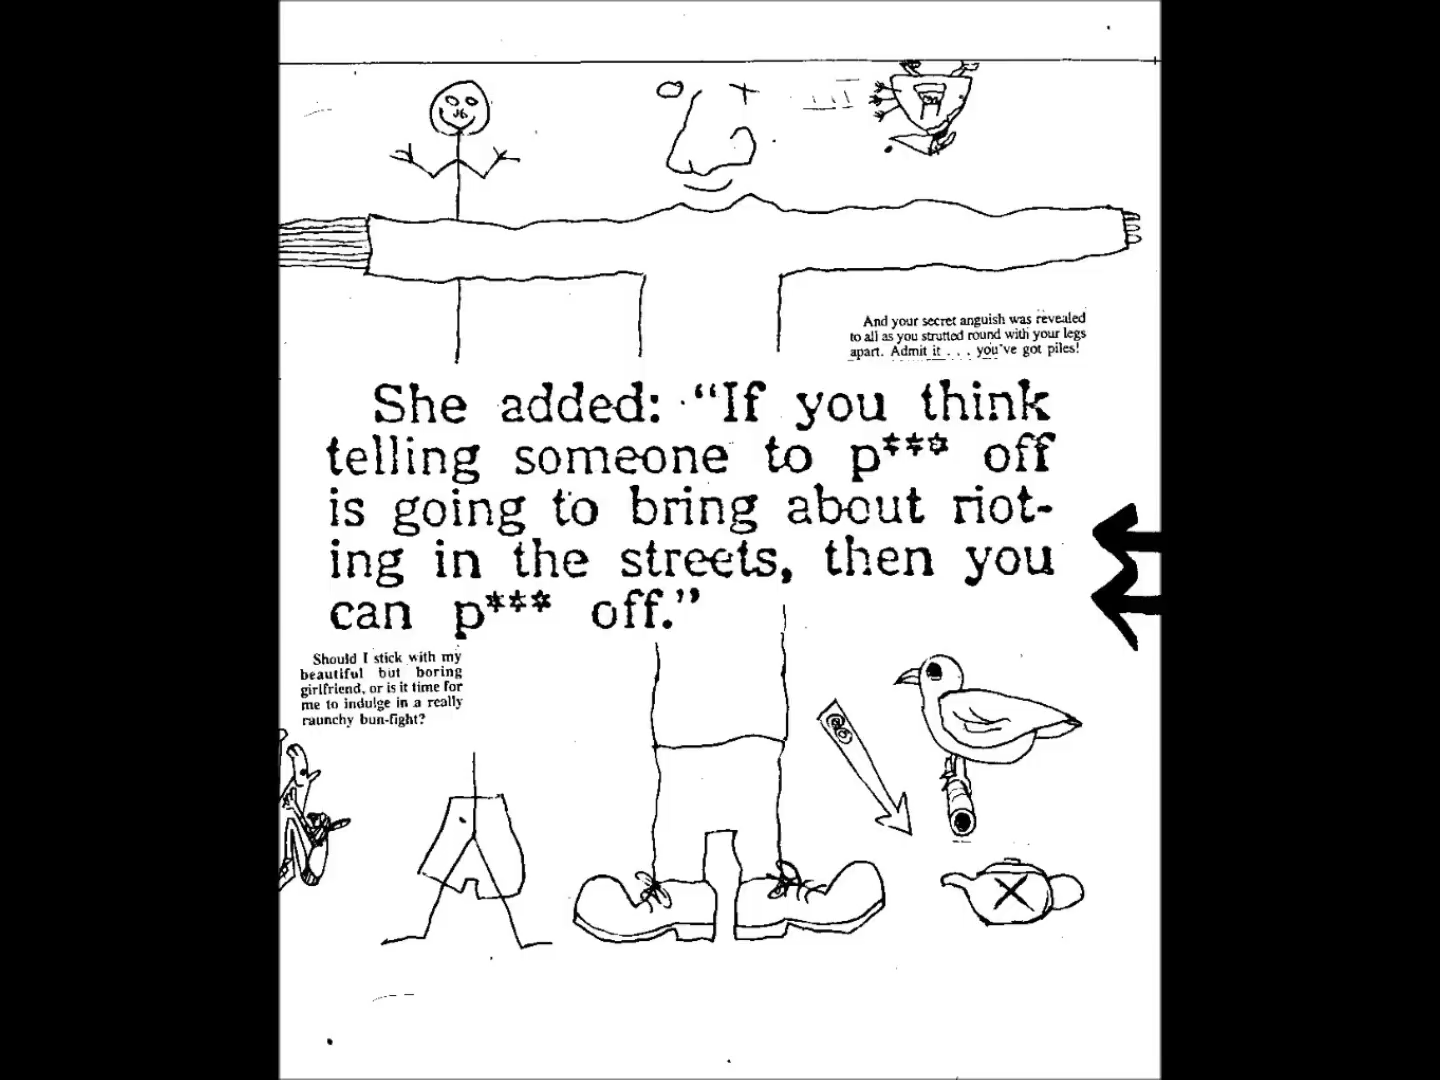 And your secret anguish was revealed
to all as you strutted round with your legs
apart. Admit it . . . you've got piles!
She added: "If you think
telling someone to p*** off
is going to bring about riot-
ing in the streets, then you
can p*** off."
Should I stick with my
beautiful but boring
girlfriend, or is it time for
me to indulge in a really
raunchy bun-fight?